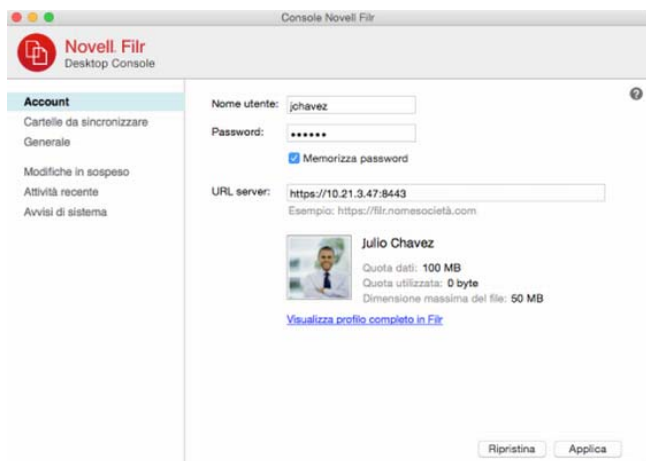 Console Novell Filr
Novell. Filr
Desktop Console
Account
Cartelle da sincronizzare
Generale
Modifiche in sospeso
Attività recente
Avvisi di sistema
Nome utente: jchavez
Password: ••••••
Memorizza password
URL server: https://10.21.3.47:8443
Esempio: https://filr.nomesocietà.com
Julio Chavez
Quota dati: 100 MB
Quota utilizzata: 0 byte
Dimensione massima del file: 50 MB
Visualizza profilo completo in Filr
Ripristina Applica